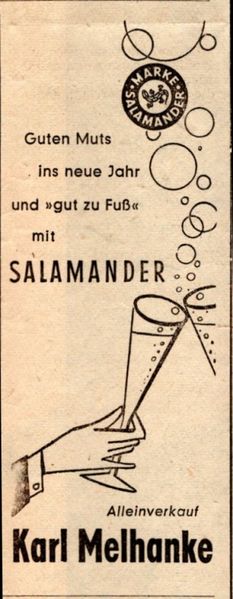 MARKE
SALAMANDER
Guten Muts
ins neue Jahr
und »gut zu Fuß«
mit
SALAMANDER
Alleinverkauf
Karl Melhanke